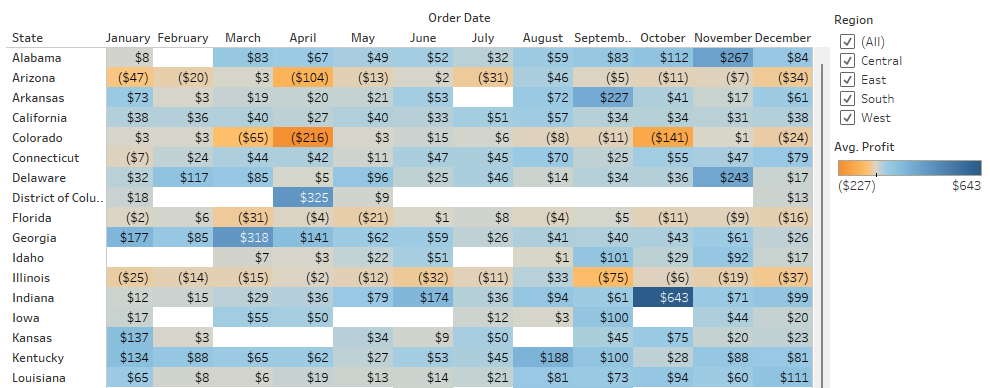 Order Date
State January February March April May June July August Septemb.. October November December
Alabama $8 $83 $67 $49 $52 $32 $59 $83 $112 $267 $84
Arizona ($47) ($20) $3 ($104) ($13) $2 ($31) $46 ($5) ($11) ($7) ($34)
Arkansas $73 $3 $19 $20 $21 $53 $72 $227 $41 $17 $61
California $38 $36 $40 $27 $40 $33 $51 $57 $34 $34 $31 $38
Colorado $3 $3 ($65) ($216) $3 $15 $6 ($8) ($11) ($141) $1 ($24)
Connecticut ($7) $24 $44 $42 $11 $47 $45 $70 $25 $55 $47 $79
Delaware $32 $117 $85 $5 $96 $25 $46 $14 $34 $36 $243 $17
District of Colu.. $18 $325 $9 $13
Florida ($2) $6 ($31) ($4) ($21) $1 $8 ($4) $5 ($11) ($9) ($16)
Georgia $177 $85 $318 $141 $62 $59 $26 $41 $40 $43 $61 $26
Idaho $7 $3 $22 $51 $1 $101 $29 $92 $17
Illinois ($25) ($14) ($15) ($2) ($12) ($32) ($11) $33 ($75) ($6) ($19) ($37)
Indiana $12 $15 $29 $36 $79 $174 $36 $94 $61 $643 $71 $99
Iowa $17 $55 $50 $12 $3 $100 $44 $20
Kansas $137 $3 $34 $9 $50 $45 $75 $20 $23
Kentucky $134 $88 $65 $62 $27 $53 $45 $188 $100 $28 $88 $81
Louisiana $65 $8 $6 $19 $13 $14 $21 $81 $73 $94 $60 $111
Region
(All)
Central
East
South
West
Avg. Profit
($227) $643